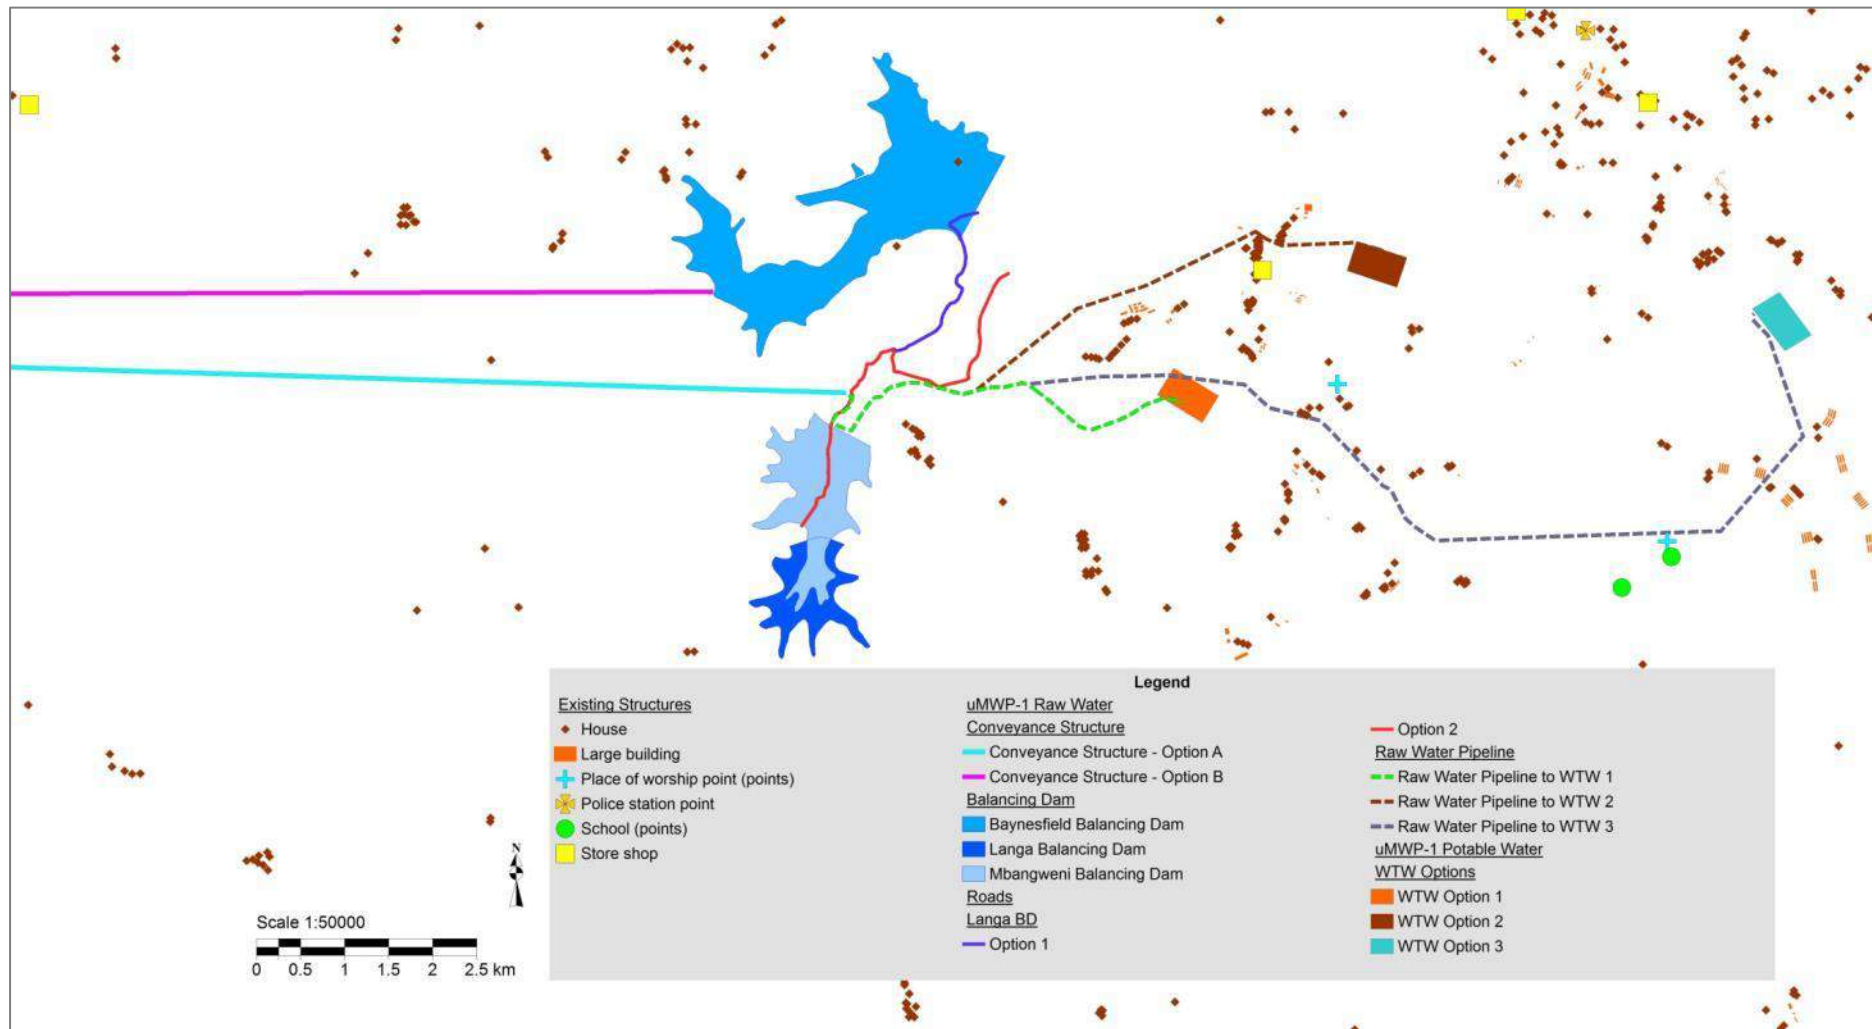 N
Scale 1:50000
0 0.5 1 1.5 2 2.5 km
Legend
Existing Structures
House
Large building
Place of worship point (points)
Police station point
School (points)
Store shop
uMWP-1 Raw Water
Conveyance Structure
Conveyance Structure - Option A
Conveyance Structure - Option B
Balancing Dam
Baynesfield Balancing Dam
Langa Balancing Dam
Mbangweni Balancing Dam
Roads
Langa BD
Option 1
Option 2
Raw Water Pipeline
Raw Water Pipeline to WTW 1
Raw Water Pipeline to WTW 2
Raw Water Pipeline to WTW 3
uMWP-1 Potable Water
WTW Options
WTW Option 1
WTW Option 2
WTW Option 3